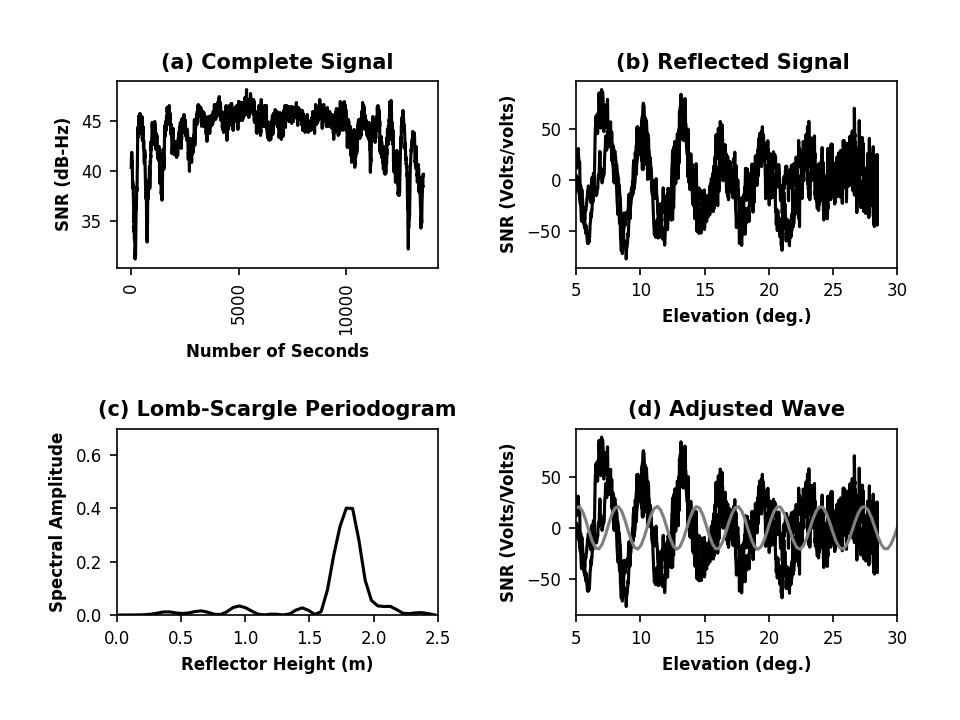 (a) Complete Signal
SNR (dB-Hz)
45
40
35
0
5000
10000
Number of Seconds
(b) Reflected Signal
SNR (Volts/volts)
50
0
−50
5 10 15 20 25 30
Elevation (deg.)
(c) Lomb-Scargle Periodogram
Spectral Amplitude
0.6
0.4
0.2
0.0
0.0 0.5 1.0 1.5 2.0 2.5
Reflector Height (m)
(d) Adjusted Wave
SNR (Volts/Volts)
50
0
−50
5 10 15 20 25 30
Elevation (deg.)